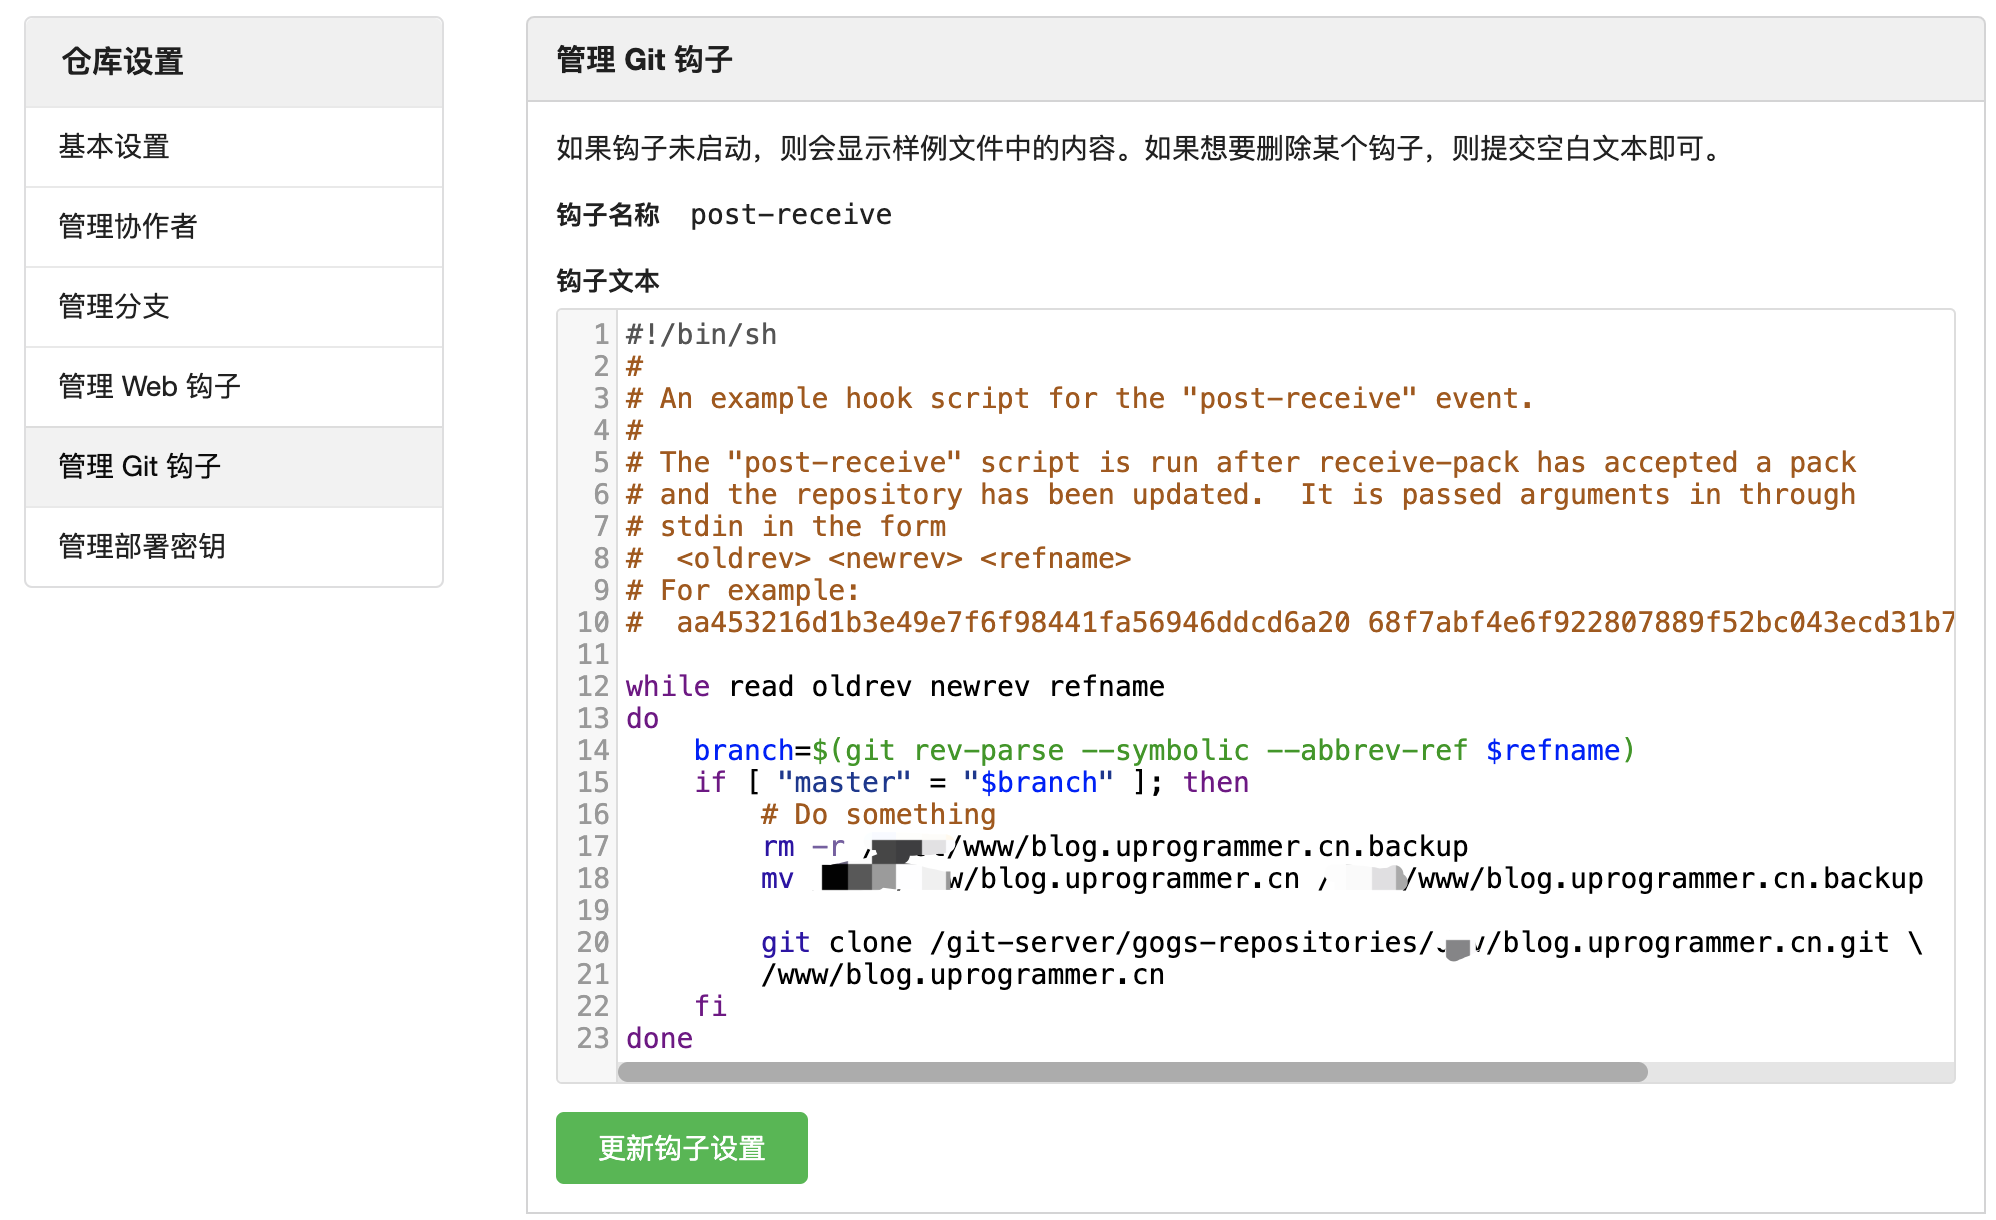 仓库设置
基本设置
管理协作者
管理分支
管理 Web 钩子
管理 Git 钩子
管理部署密钥
管理 Git 钩子
如果钩子未启动，则会显示样例文件中的内容。如果想要删除某个钩子，则提交空白文本即可。
钩子名称 post-receive
钩子文本
1 #!/bin/sh
2 #
3 # An example hook script for the "post-receive" event.
4 #
5 # The "post-receive" script is run after receive-pack has accepted a pack
6 # and the repository has been updated.  It is passed arguments in through
7 # stdin in the form
8 #  <oldrev> <newrev> <refname>
9 # For example:
10 #  aa453216d1b3e49e7f6f98441fa56946ddcd6a20 68f7abf4e6f922807889f52bc043ecd31b7
11
12 while read oldrev newrev refname
13 do
14     branch=$(git rev-parse --symbolic --abbrev-ref $refname)
15     if [ "master" = "$branch" ]; then
16         # Do something
17         rm -r /www/blog.uprogrammer.cn.backup
18         mv w/blog.uprogrammer.cn /www/blog.uprogrammer.cn.backup
19
20         git clone /git-server/gogs-repositories/ /blog.uprogrammer.cn.git \
21         /www/blog.uprogrammer.cn
22     fi
23 done
更新钩子设置